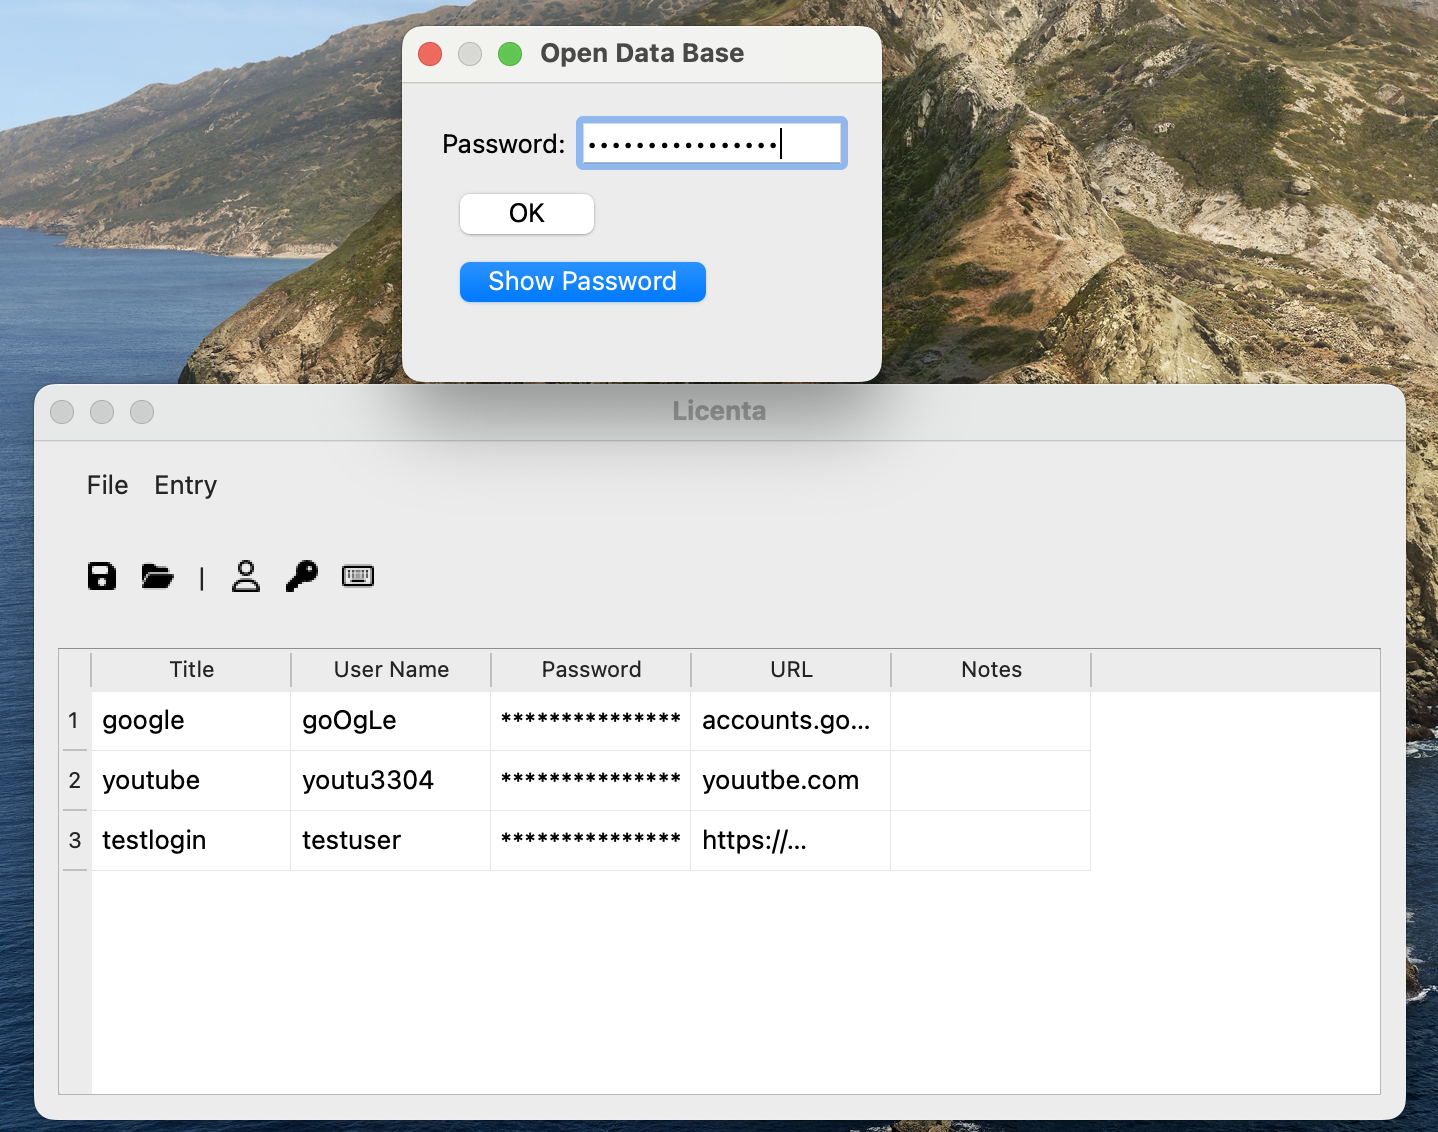 Open Data Base
Password: ••••••••••••••••
OK
Show Password
Licenta
File Entry
|
Title User Name Password URL Notes
1 google goOgLe *************** accounts.go...
2 youtube youtu3304 *************** youutbe.com
3 testlogin testuser *************** https://...